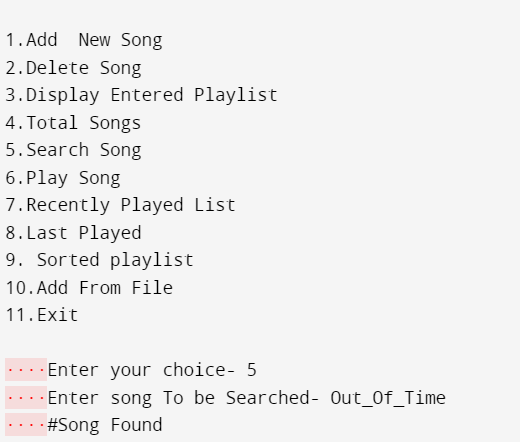 1.Add  New Song
2.Delete Song
3.Display Entered Playlist
4.Total Songs
5.Search Song
6.Play Song
7.Recently Played List
8.Last Played
9. Sorted playlist
10.Add From File
11.Exit
····Enter your choice- 5
····Enter song To be Searched- Out_Of_Time
····#Song Found